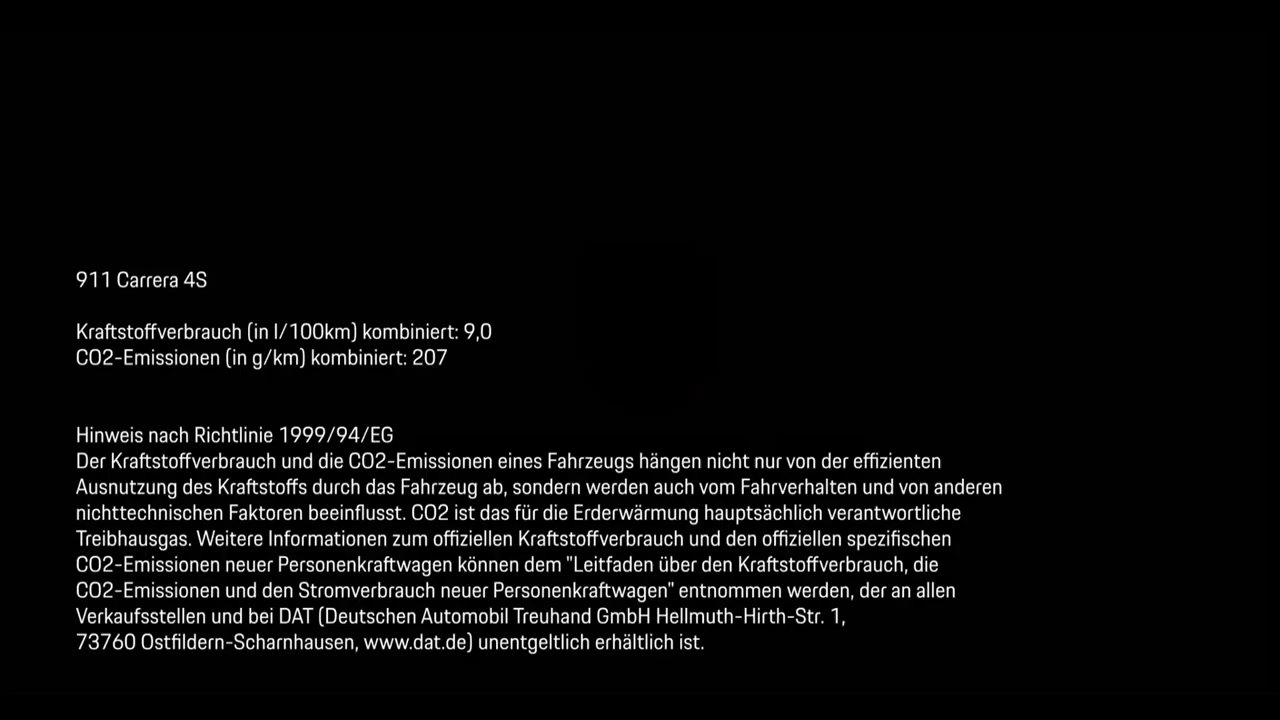 911 Carrera 4S
Kraftstoffverbrauch (in l/100km) kombiniert: 9,0
CO2-Emissionen (in g/km) kombiniert: 207
Hinweis nach Richtlinie 1999/94/EG
Der Kraftstoffverbrauch und die CO2-Emissionen eines Fahrzeugs hängen nicht nur von der effizienten
Ausnutzung des Kraftstoffs durch das Fahrzeug ab, sondern werden auch vom Fahrverhalten und von anderen
nichttechnischen Faktoren beeinflusst. CO2 ist das für die Erderwärmung hauptsächlich verantwortliche
Treibhausgas. Weitere Informationen zum offiziellen Kraftstoffverbrauch und den offiziellen spezifischen
CO2-Emissionen neuer Personenkraftwagen können dem "Leitfaden über den Kraftstoffverbrauch, die
CO2-Emissionen und den Stromverbrauch neuer Personenkraftwagen" entnommen werden, der an allen
Verkaufsstellen und bei DAT (Deutschen Automobil Treuhand GmbH Hellmuth-Hirth-Str. 1,
73760 Ostfildern-Scharnhausen, www.dat.de) unentgeltlich erhältlich ist.